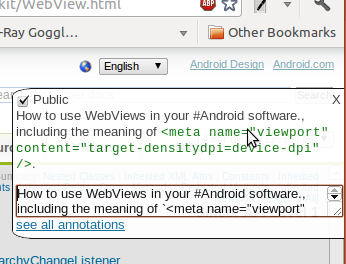 kit/WebView.html
-Ray Goggl...
Other Bookmarks
English
Android Design
Android.com
Public
X
Search
How to use WebViews in your #Android software.,
including the meaning of <meta name="viewport"
content="target-densitydpi=device-dpi"
/>.
How to use WebViews in your #Android software.,
including the meaning of `<meta name="viewport"
see all annotations
archyChangeListener